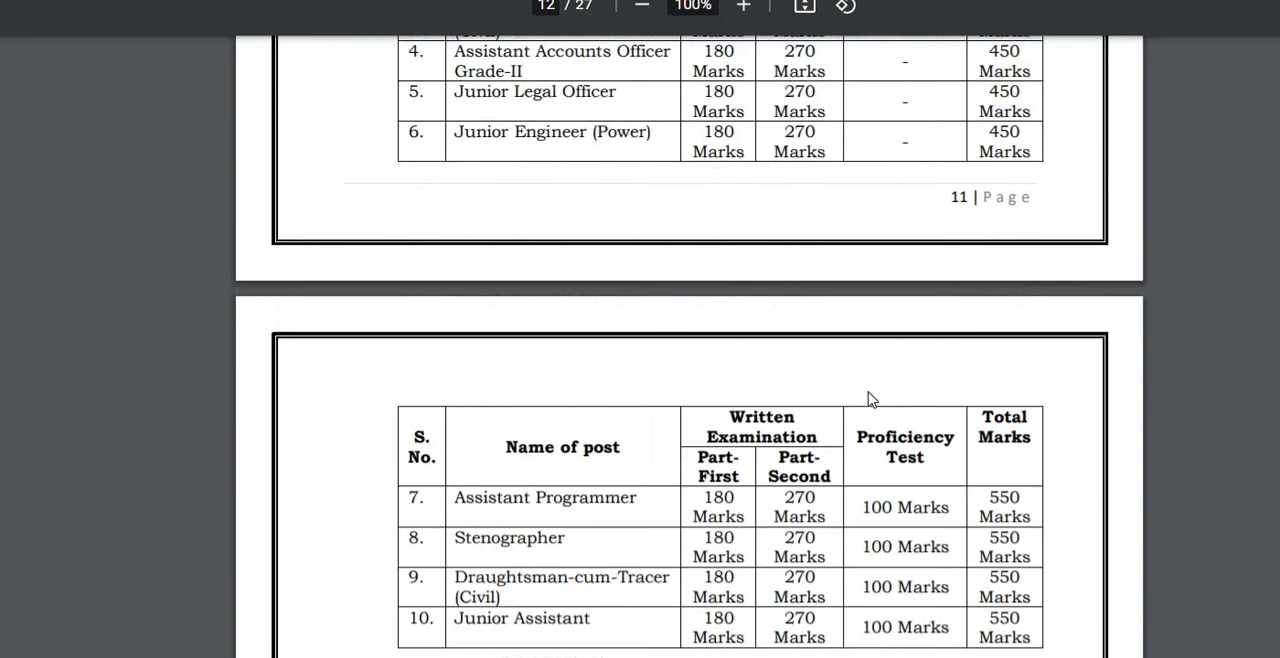 12 / 27 — 100% +
(Civil) Marks Marks Marks
4. Assistant Accounts Officer Grade-II 180 Marks 270 Marks - 450 Marks
5. Junior Legal Officer 180 Marks 270 Marks - 450 Marks
6. Junior Engineer (Power) 180 Marks 270 Marks - 450 Marks
11 | Page
S. No. Name of post Written Examination Proficiency Test Total Marks
Part-First Part-Second
7. Assistant Programmer 180 Marks 270 Marks 100 Marks 550 Marks
8. Stenographer 180 Marks 270 Marks 100 Marks 550 Marks
9. Draughtsman-cum-Tracer (Civil) 180 Marks 270 Marks 100 Marks 550 Marks
10. Junior Assistant 180 Marks 270 Marks 100 Marks 550 Marks